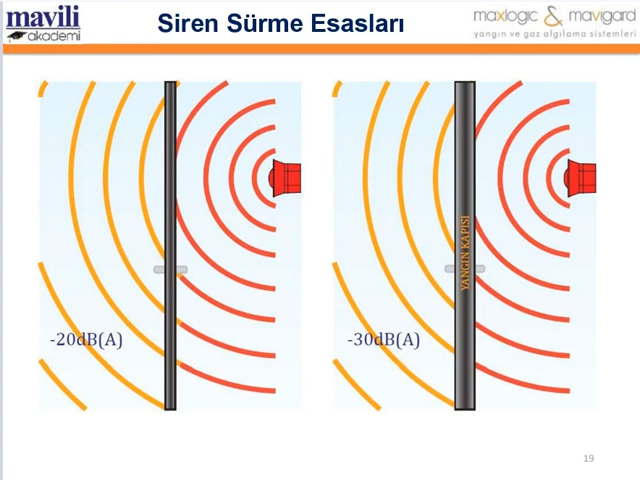 mavili
akademi
Siren Sürme Esasları
maxlogic & mavigard
yangın ve gaz algılama sistemleri
-20dB(A)
YANGIN KAPISI
-30dB(A)
19